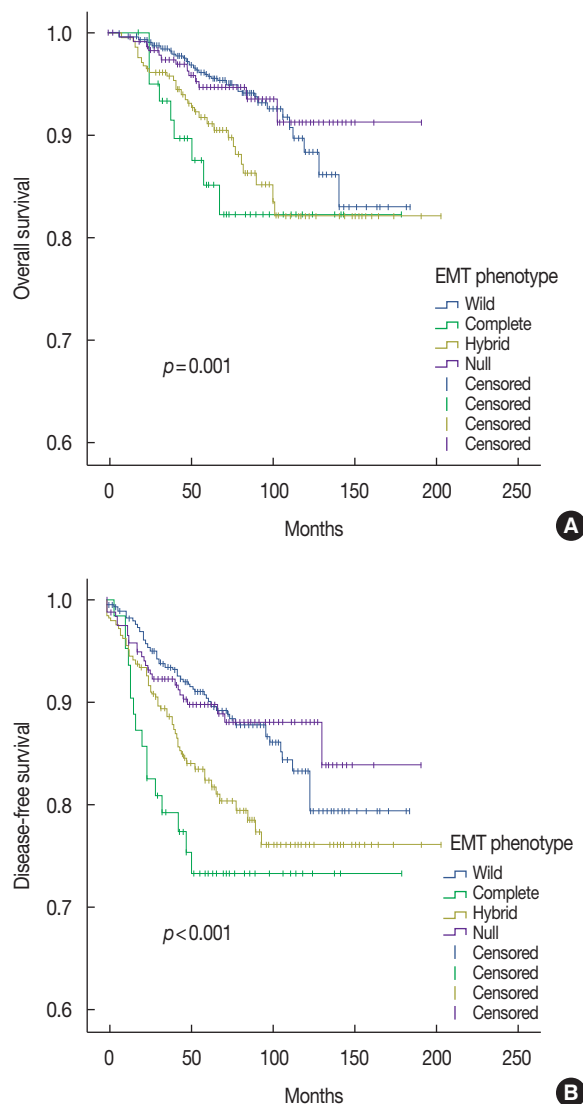 1.0
0.9
0.8
0.7
0.6
Overall survival
EMT phenotype
Wild
Complete
Hybrid
Null
Censored
Censored
Censored
Censored
p=0.001
0 50 100 150 200 250
Months
A
1.0
0.9
0.8
0.7
0.6
Disease-free survival
EMT phenotype
Wild
Complete
Hybrid
Null
Censored
Censored
Censored
Censored
p<0.001
0 50 100 150 200 250
Months
B